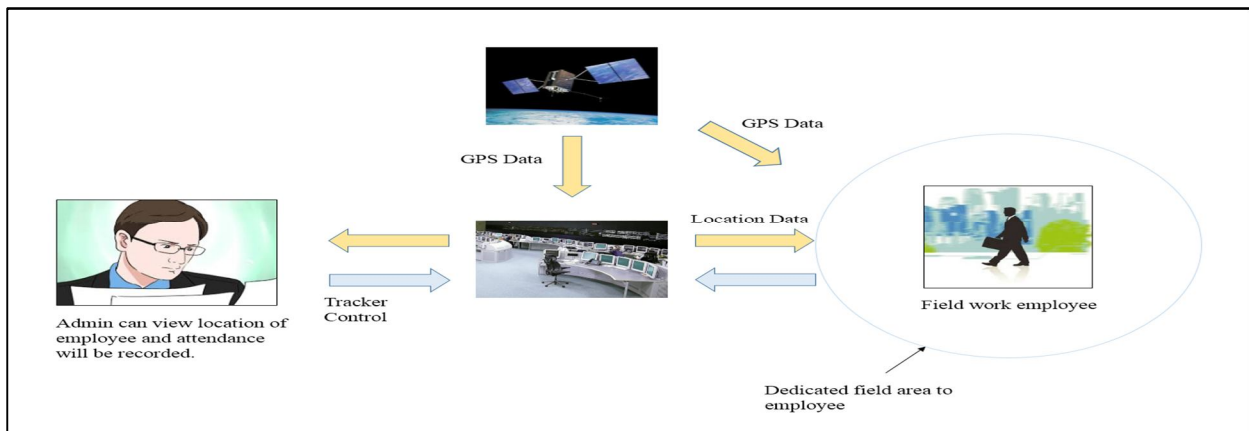 GPS Data
GPS Data
Location Data
Tracker
Control
Field work employee
Admin can view location of
employee and attendance
will be recorded.
Dedicated field area to
employee